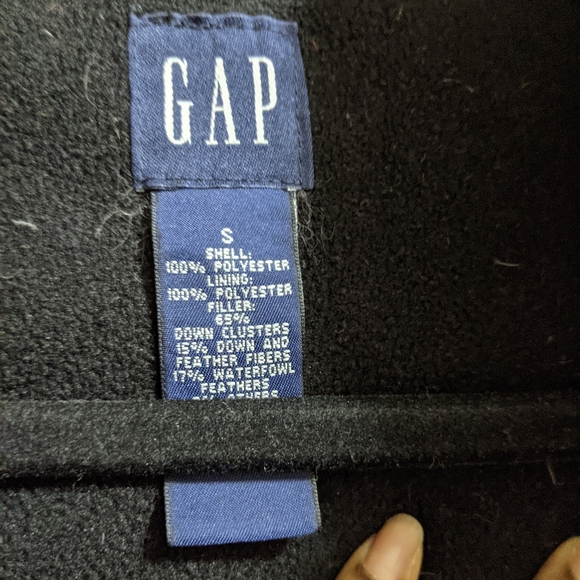 GAP
S
SHELL:
100% POLYESTER
LINING:
100% POLYESTER
FILLER:
65%
DOWN CLUSTERS
15% DOWN AND
FEATHER FIBERS
17% WATERFOWL
FEATHERS
OTHERS